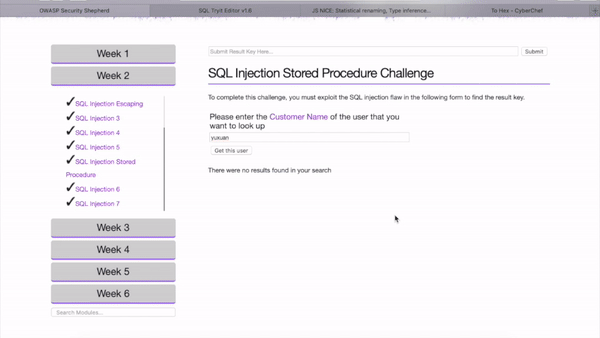 OWASP Security Shepherd
SQL Tryit Editor v1.6
JS NICE: Statistical renaming, Type inference...
To Hex - CyberChef
Week 1
Week 2
SQL Injection Escaping
SQL Injection 3
SQL Injection 4
SQL Injection 5
SQL Injection Stored
Procedure
SQL Injection 6
SQL Injection 7
Week 3
Week 4
Week 5
Week 6
Search Modules...
Submit Result Key Here...
Submit
SQL Injection Stored Procedure Challenge
To complete this challenge, you must exploit the SQL injection flaw in the following form to find the result key.
Please enter the Customer Name of the user that you
want to look up
yuxuan
Get this user
There were no results found in your search